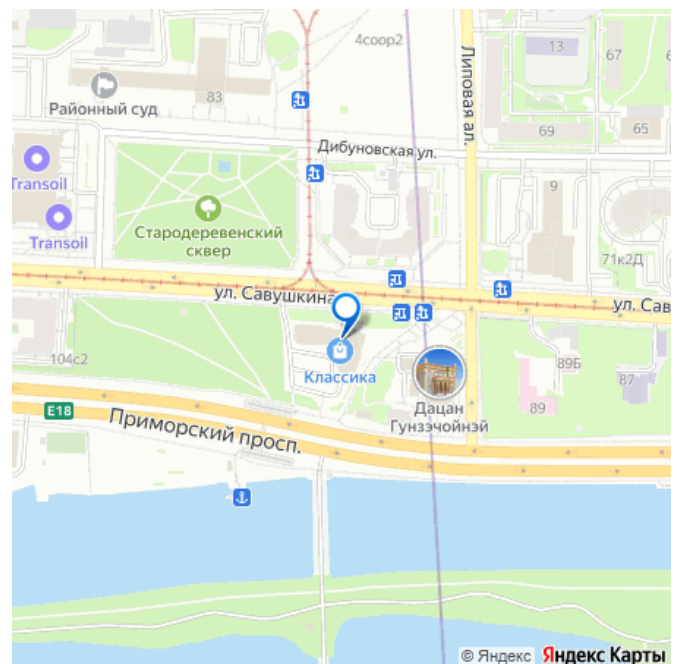 4соор2
13
67
Липовая ал.
Районный суд
83
69
65
Дибуновская ул.
Transoil
Transoil
9
Стародеревенский
сквер
71к2Д
ул. Савушкина
ул. Сав
104с2
Классика
89Б
87
89
Дацан
Гунзэчойнэй
E18
Приморский просп.
© Яндекс Яндекс Карты